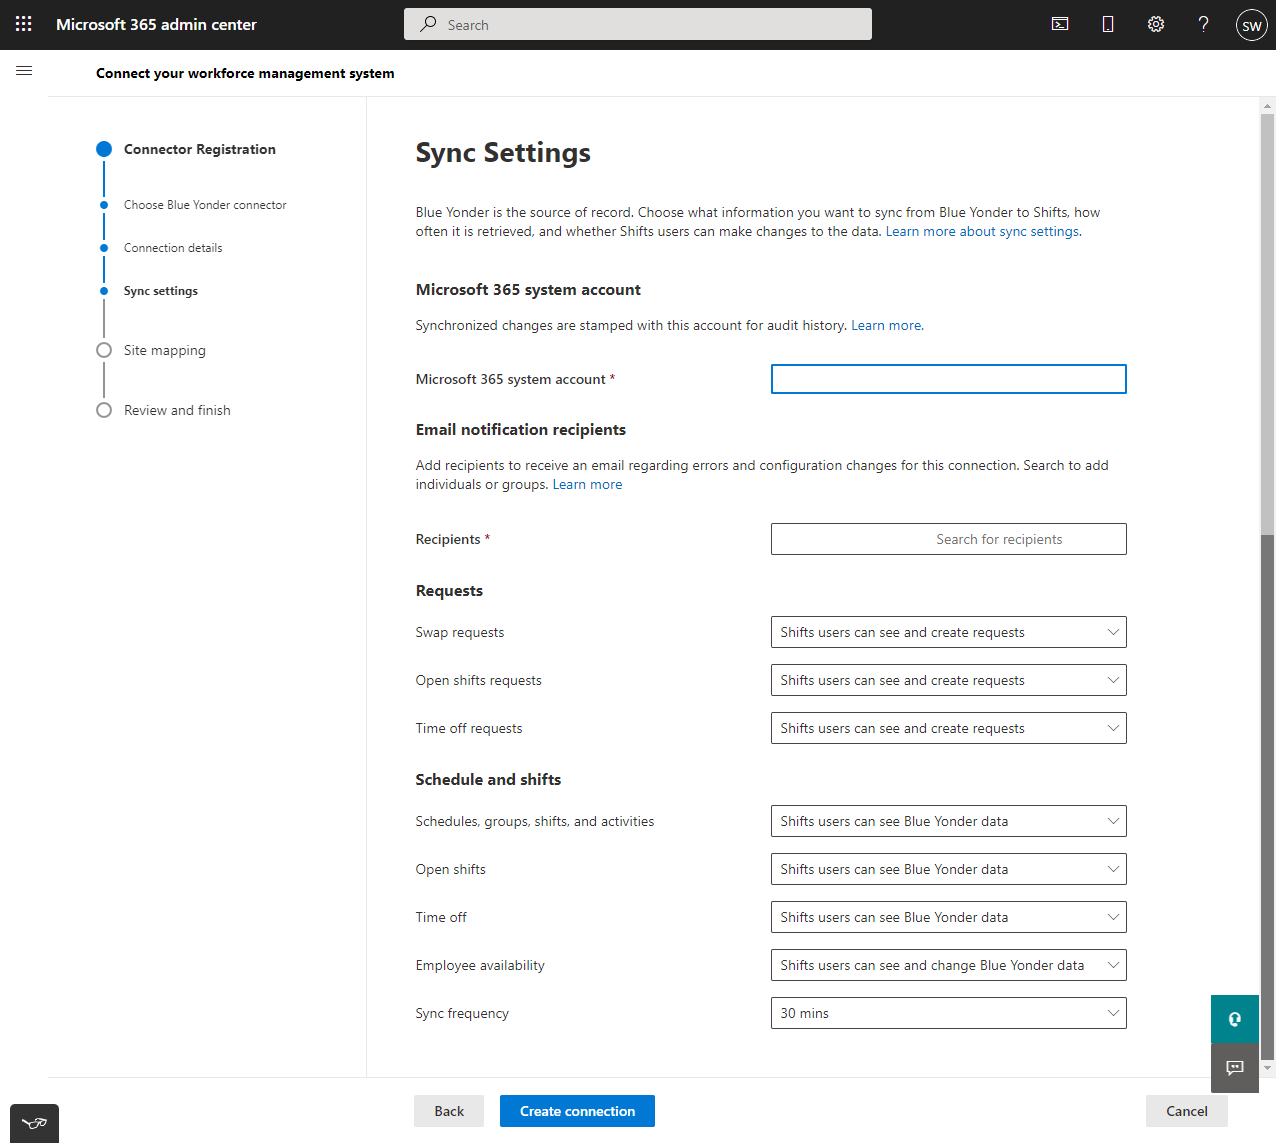 Microsoft 365 admin center
Search
SW
Connect your workforce management system
Connector Registration
Choose Blue Yonder connector
Connection details
Sync settings
Site mapping
Review and finish
Sync Settings
Blue Yonder is the source of record. Choose what information you want to sync from Blue Yonder to Shifts, how
often it is retrieved, and whether Shifts users can make changes to the data. Learn more about sync settings.
Microsoft 365 system account
Synchronized changes are stamped with this account for audit history. Learn more.
Microsoft 365 system account *
Email notification recipients
Add recipients to receive an email regarding errors and configuration changes for this connection. Search to add
individuals or groups. Learn more
Recipients * Search for recipients
Requests
Swap requests Shifts users can see and create requests
Open shifts requests Shifts users can see and create requests
Time off requests Shifts users can see and create requests
Schedule and shifts
Schedules, groups, shifts, and activities Shifts users can see Blue Yonder data
Open shifts Shifts users can see Blue Yonder data
Time off Shifts users can see Blue Yonder data
Employee availability Shifts users can see and change Blue Yonder data
Sync frequency 30 mins
Back Create connection Cancel